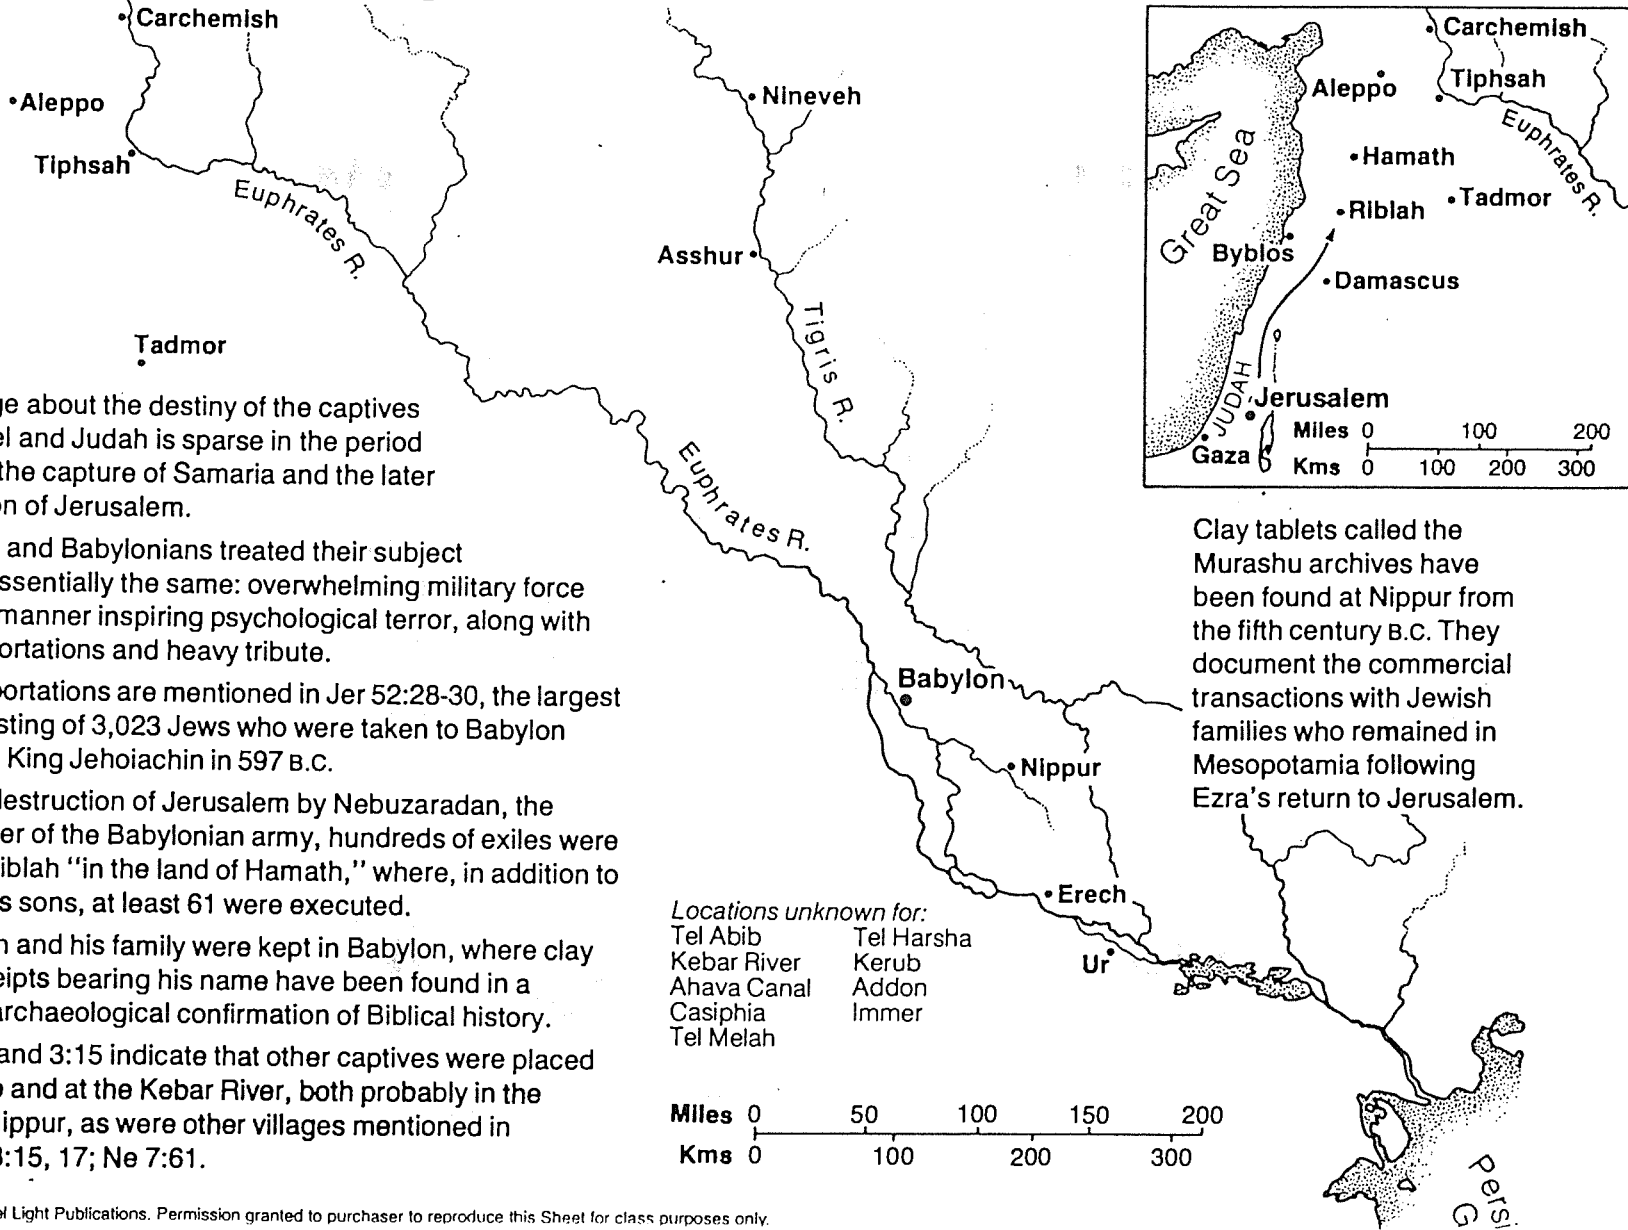 Carchemish
Aleppo
Tiphsah
Euphrates R.
Tadmor
Nineveh
Asshur
Tigris R.
Euphrates R.
Babylon
Nippur
Erech
Ur
Carchemish
Aleppo
Tiphsah
Euphrates R.
Hamath
Tadmor
Riblah
Great Sea
Byblos
Damascus
JUDAH
Jerusalem
Gaza
Miles 0 100 200
Kms 0 100 200 300
ge about the destiny of the captives
el and Judah is sparse in the period
the capture of Samaria and the later
on of Jerusalem.
and Babylonians treated their subject
ssentially the same: overwhelming military force
manner inspiring psychological terror, along with
ortations and heavy tribute.
ortations are mentioned in Jer 52:28-30, the largest
sting of 3,023 Jews who were taken to Babylon
King Jehoiachin in 597 B.C.
destruction of Jerusalem by Nebuzaradan, the
er of the Babylonian army, hundreds of exiles were
iblah "in the land of Hamath," where, in addition to
s sons, at least 61 were executed.
n and his family were kept in Babylon, where clay
eipts bearing his name have been found in a
archaeological confirmation of Biblical history.
and 3:15 indicate that other captives were placed
and at the Kebar River, both probably in the
ippur, as were other villages mentioned in
:15, 17; Ne 7:61.
Clay tablets called the
Murashu archives have
been found at Nippur from
the fifth century B.C. They
document the commercial
transactions with Jewish
families who remained in
Mesopotamia following
Ezra's return to Jerusalem.
Locations unknown for:
Tel Abib Tel Harsha
Kebar River Kerub
Ahava Canal Addon
Casiphia Immer
Tel Melah
Miles 0 50 100 150 200
Kms 0 100 200 300
Persi
G
el Light Publications. Permission granted to purchaser to reproduce this Sheet for class purposes only.